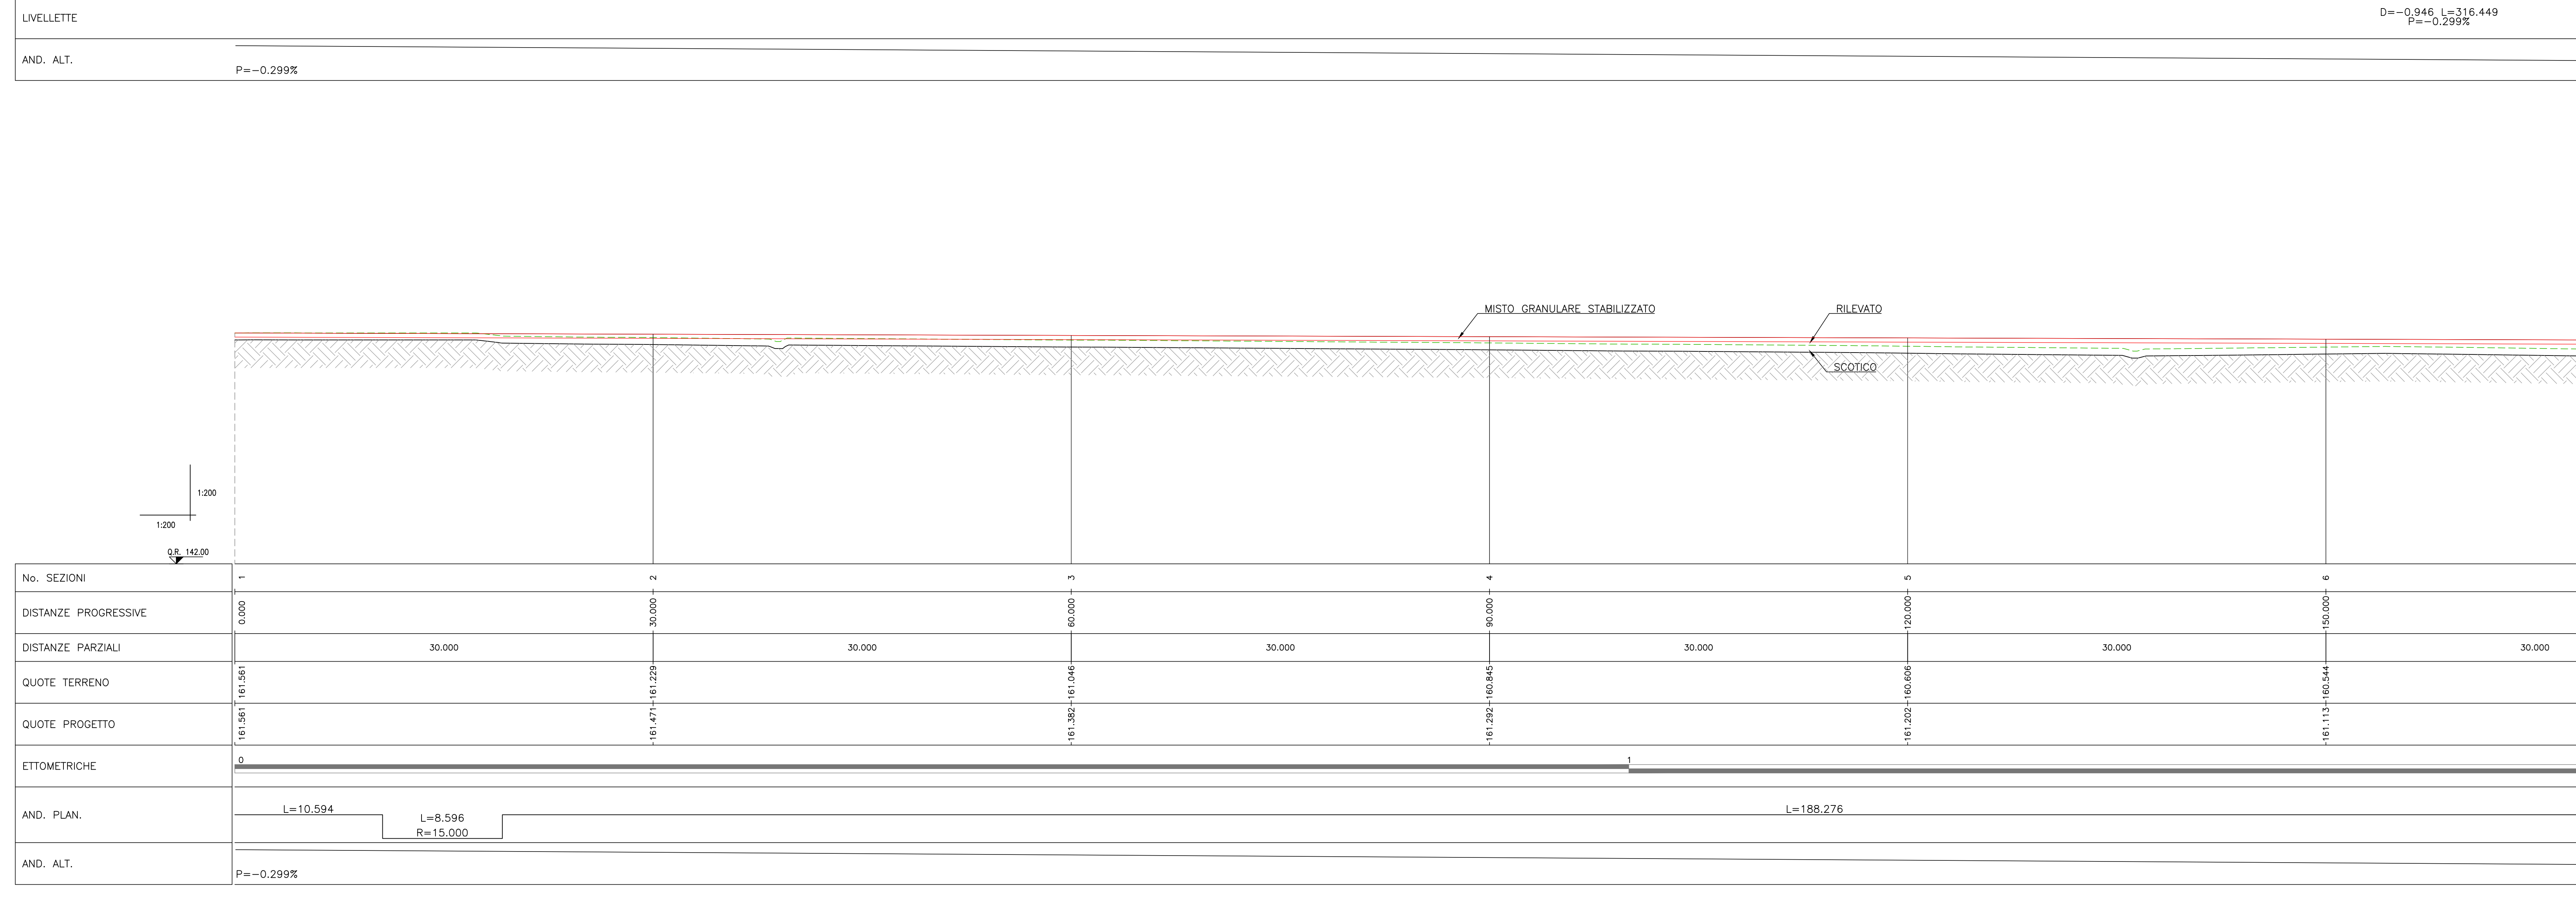 LIVELLETTE
D=-0.946 L=316.449
P=-0.299%
AND. ALT.
P=-0.299%
MISTO GRANULARE STABILIZZATO
RILEVATO
SCOTICO
1:200
1:200
Q.R. 142.00
No. SEZIONI 1 2 3 4 5 6
DISTANZE PROGRESSIVE 0.000 30.000 60.000 90.000 120.000 150.000
DISTANZE PARZIALI 30.000 30.000 30.000 30.000 30.000 30.000
QUOTE TERRENO 161.561 161.229 161.046 160.845 160.606 160.544
QUOTE PROGETTO 161.561 161.471 161.382 161.292 161.202 161.113
ETTOMETRICHE 0 1
AND. PLAN. L=10.594 L=188.276
L=8.596
R=15.000
AND. ALT.
P=-0.299%